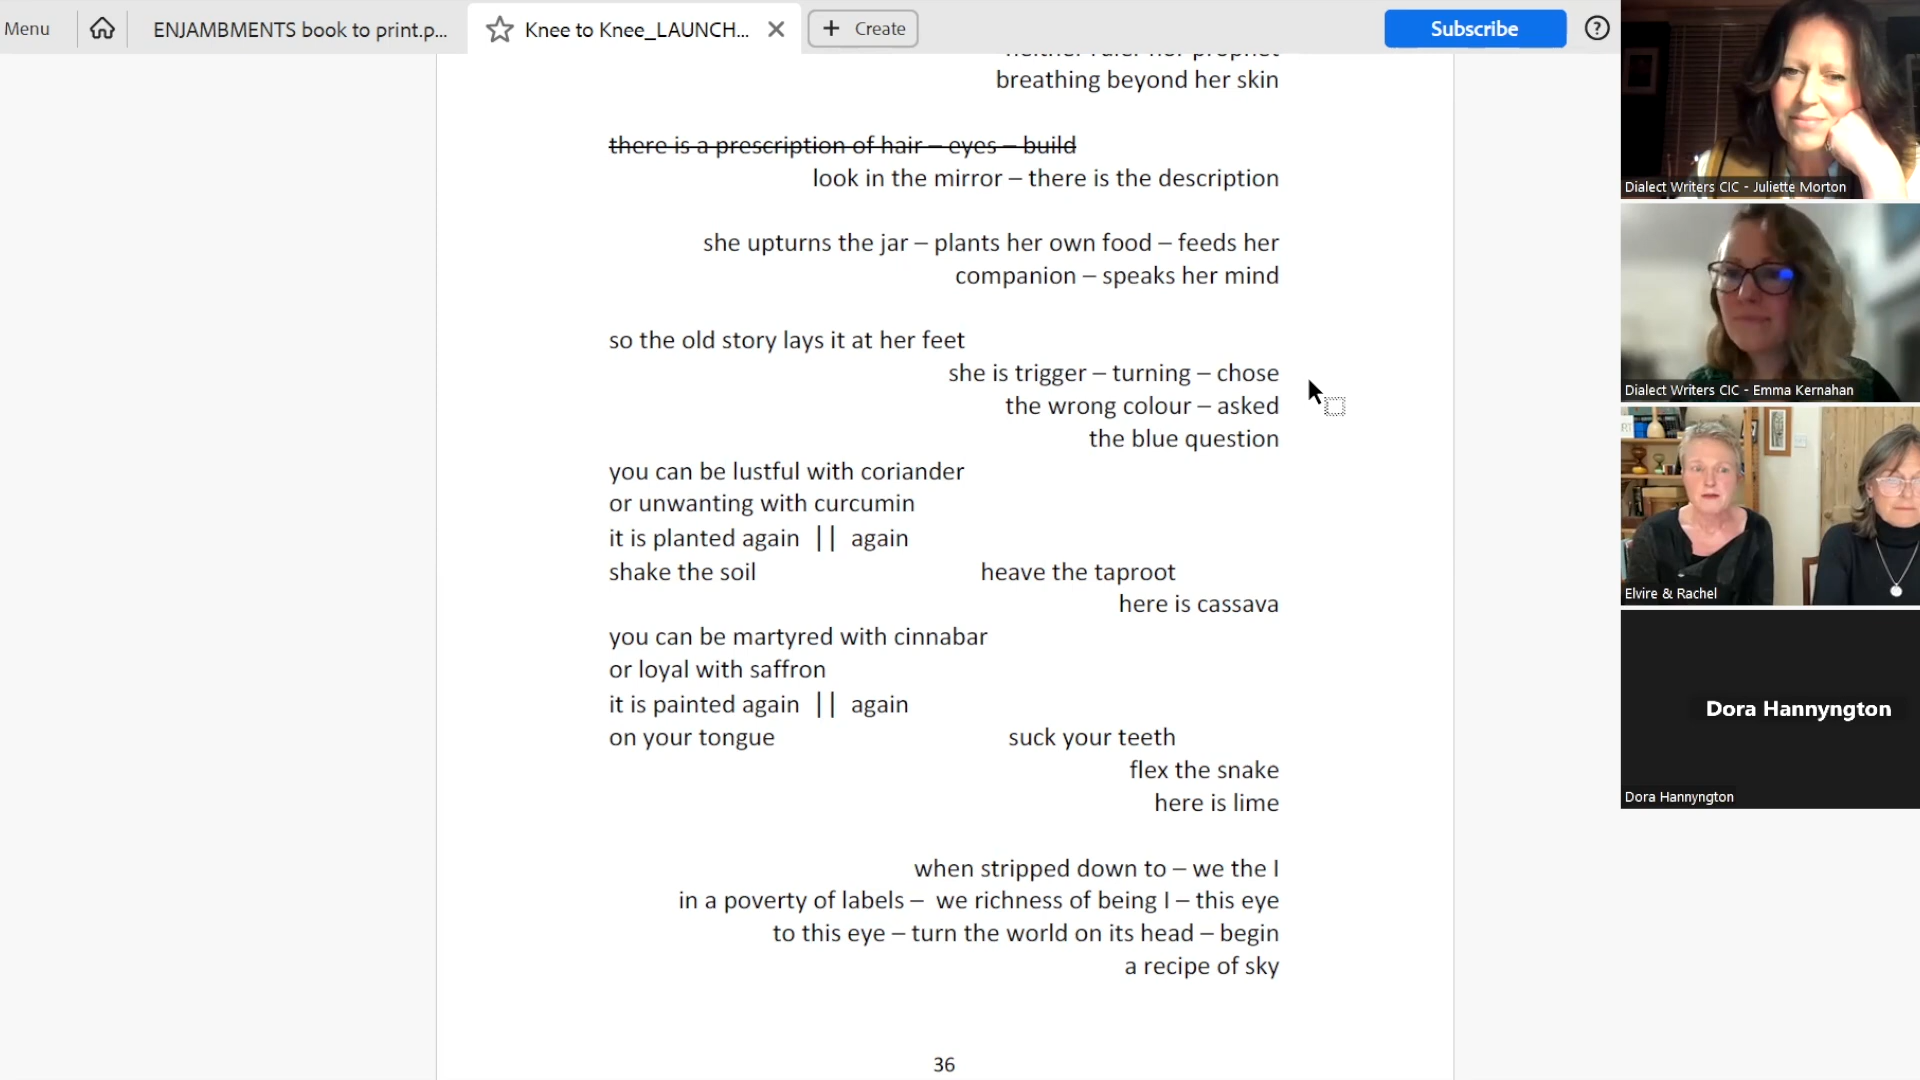 Menu
ENJAMBMENTS book to print.p...
Knee to Knee_LAUNCH...
Create
Subscribe
neither ruler nor prophet
breathing beyond her skin
there is a prescription of hair – eyes – build
look in the mirror – there is the description
she upturns the jar – plants her own food – feeds her
companion – speaks her mind
so the old story lays it at her feet
she is trigger – turning – chose
the wrong colour – asked
the blue question
you can be lustful with coriander
or unwanting with curcumin
it is planted again || again
shake the soil heave the taproot
here is cassava
you can be martyred with cinnabar
or loyal with saffron
it is painted again || again
on your tongue suck your teeth
flex the snake
here is lime
when stripped down to – we the I
in a poverty of labels – we richness of being I – this eye
to this eye – turn the world on its head – begin
a recipe of sky
36
Dialect Writers CIC - Juliette Morton
Dialect Writers CIC - Emma Kernahan
Elvire & Rachel
Dora Hannyngton
Dora Hannyngton